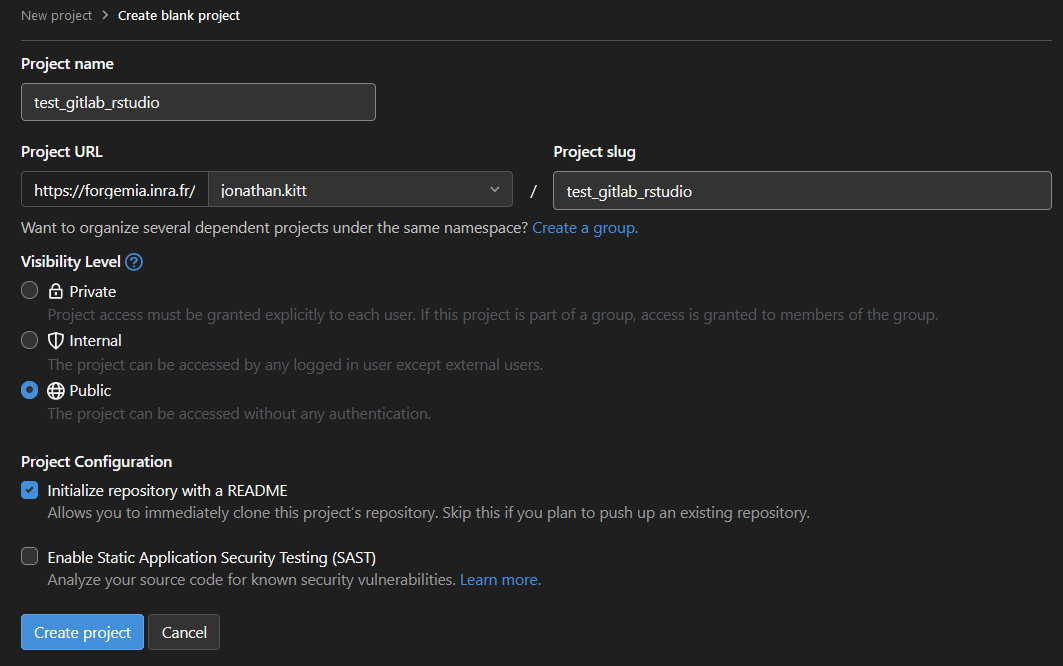 New project > Create blank project
Project name
test_gitlab_rstudio
Project URL
Project slug
https://forgemia.inra.fr/ jonathan.kitt / test_gitlab_rstudio
Want to organize several dependent projects under the same namespace? Create a group.
Visibility Level ?
Private
Project access must be granted explicitly to each user. If this project is part of a group, access is granted to members of the group.
Internal
The project can be accessed by any logged in user except external users.
Public
The project can be accessed without any authentication.
Project Configuration
Initialize repository with a README
Allows you to immediately clone this project's repository. Skip this if you plan to push up an existing repository.
Enable Static Application Security Testing (SAST)
Analyze your source code for known security vulnerabilities. Learn more.
Create project Cancel